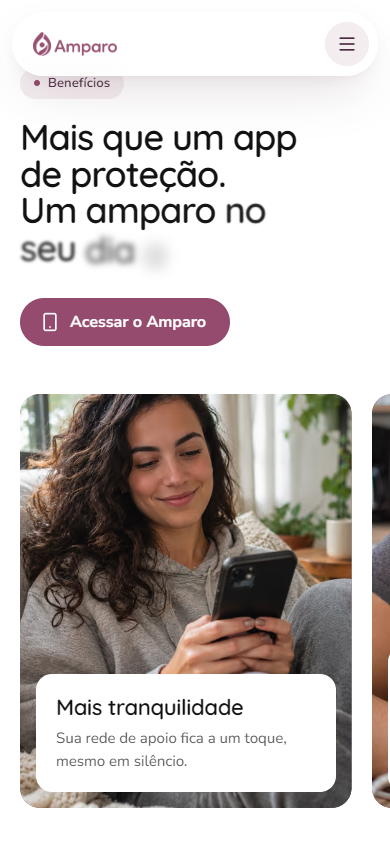 Amparo
Benefícios
Mais que um app
de proteção.
Um amparo no
seu dia
Acessar o Amparo
Mais tranquilidade
Sua rede de apoio fica a um toque,
mesmo em silêncio.